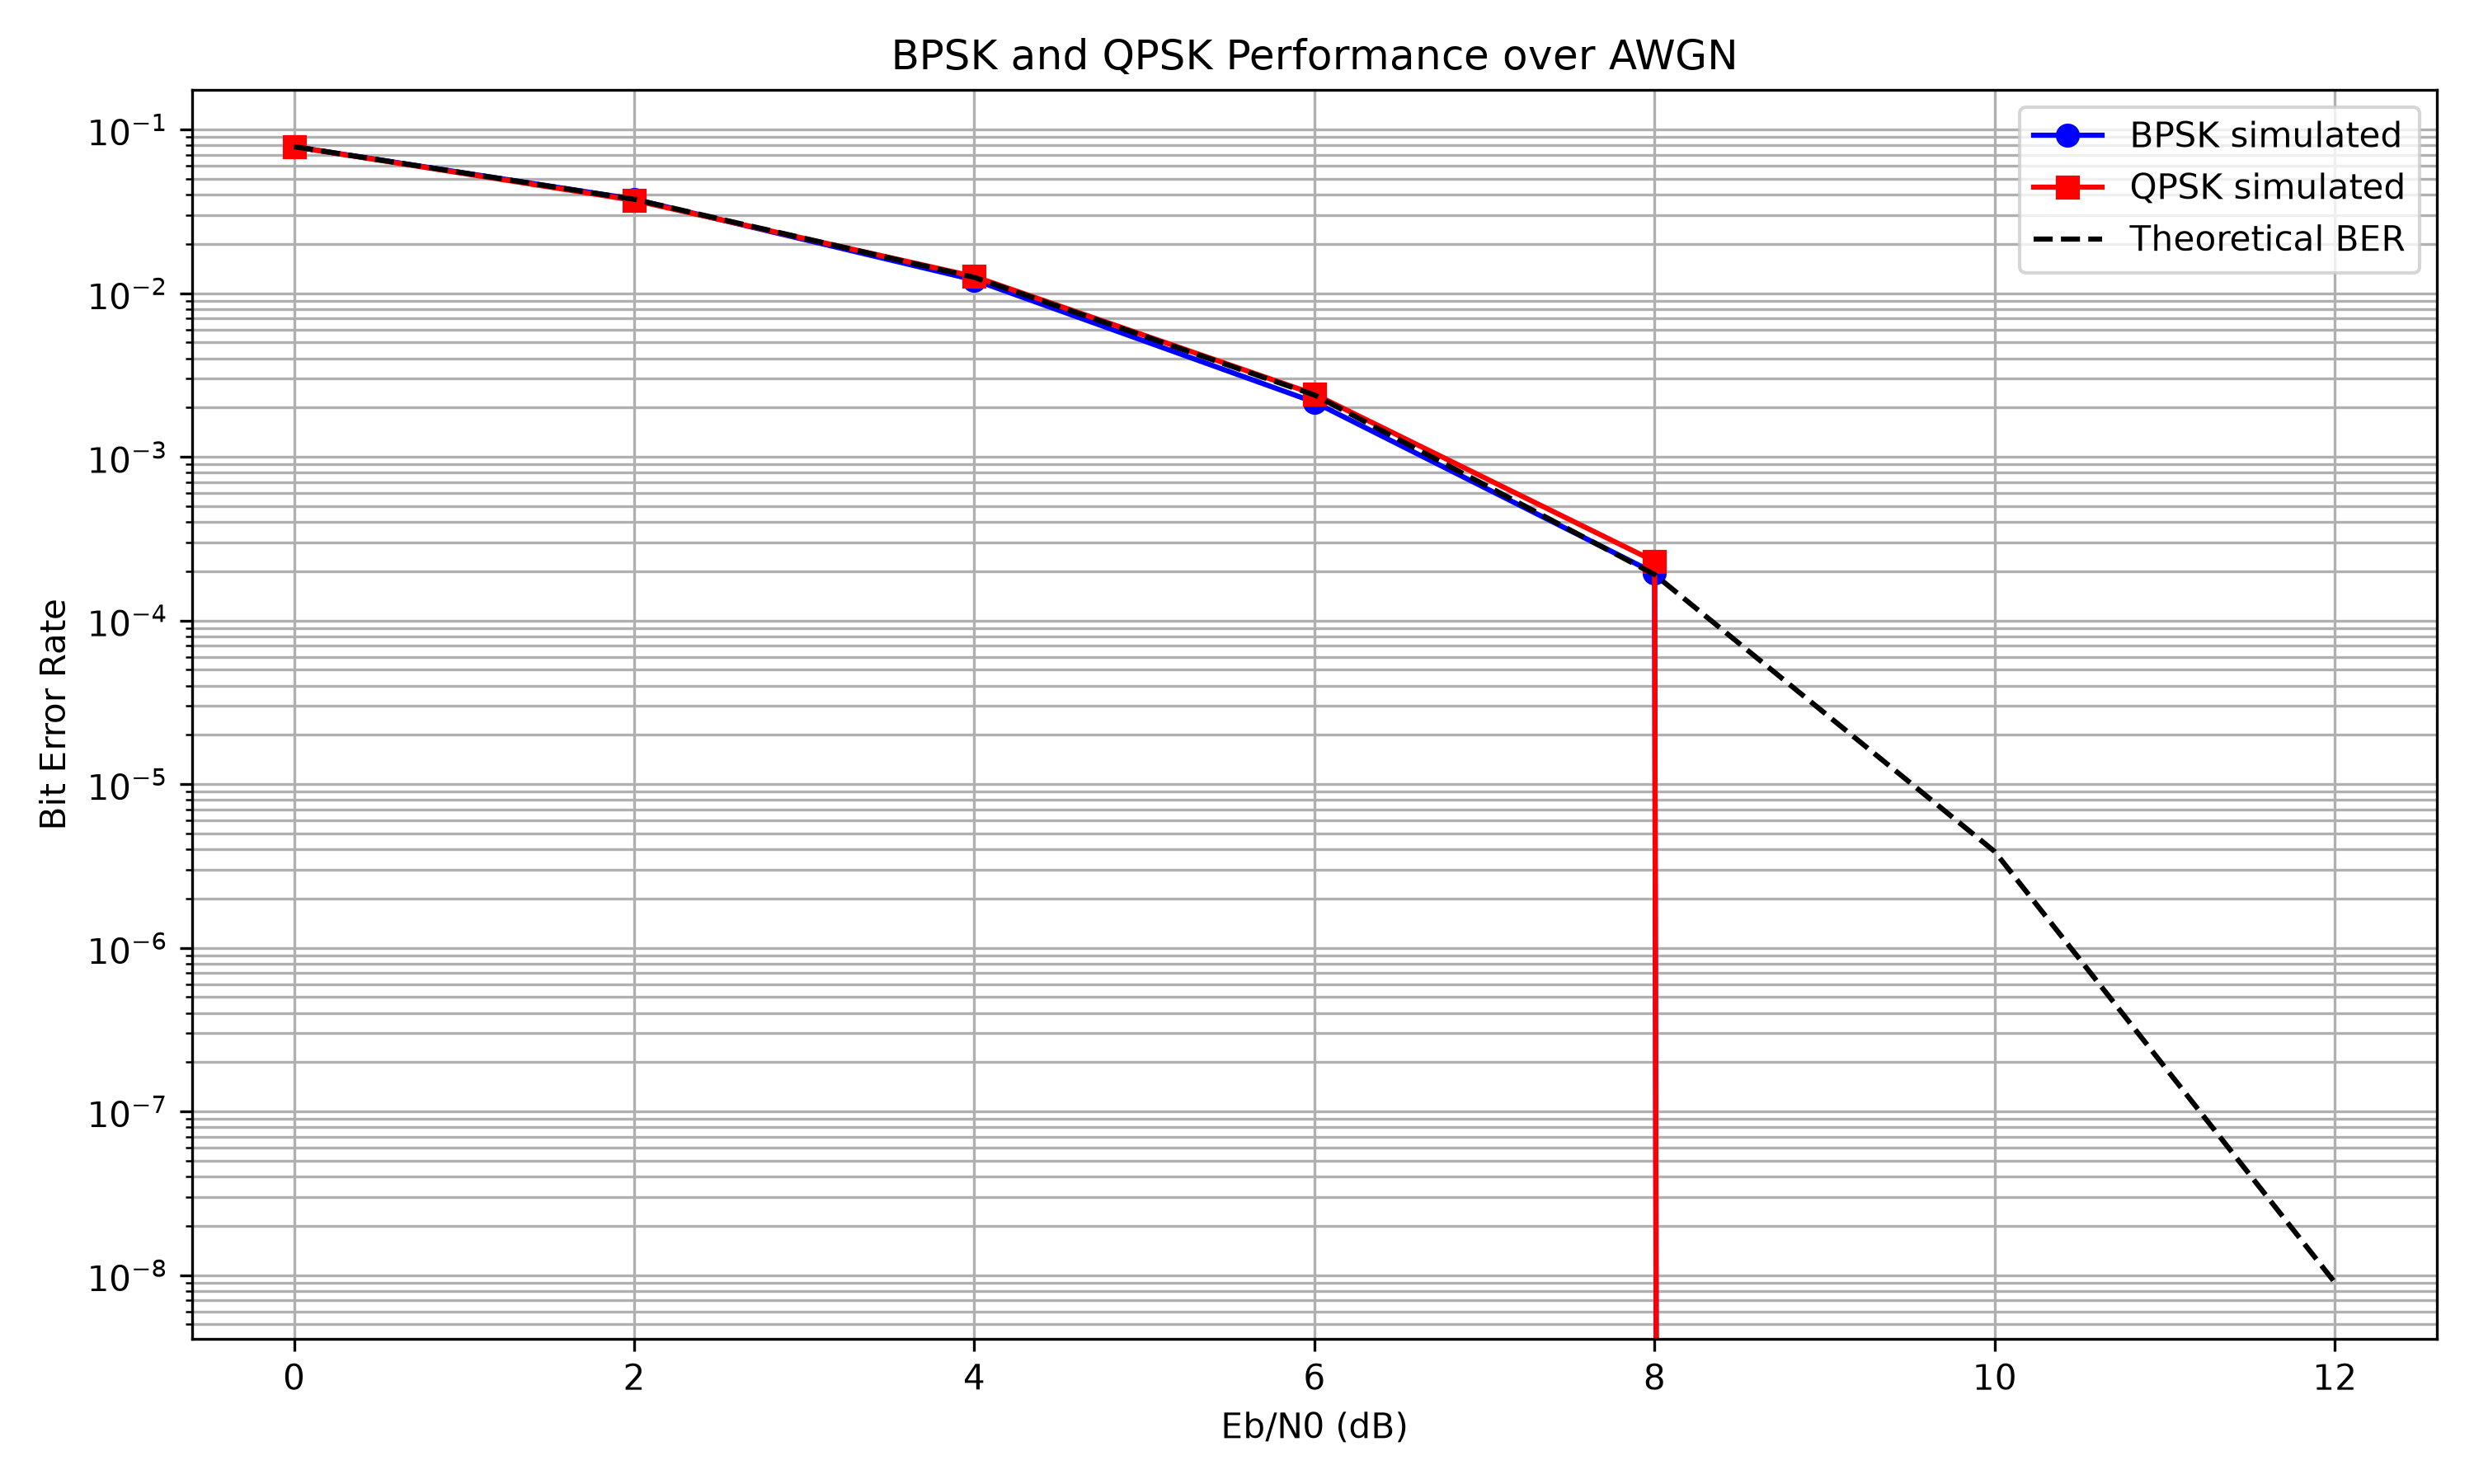 BPSK and QPSK Performance over AWGN
BPSK simulated
QPSK simulated
Theoretical BER
Bit Error Rate
10⁻¹
10⁻²
10⁻³
10⁻⁴
10⁻⁵
10⁻⁶
10⁻⁷
10⁻⁸
0 2 4 6 8 10 12
Eb/N0 (dB)